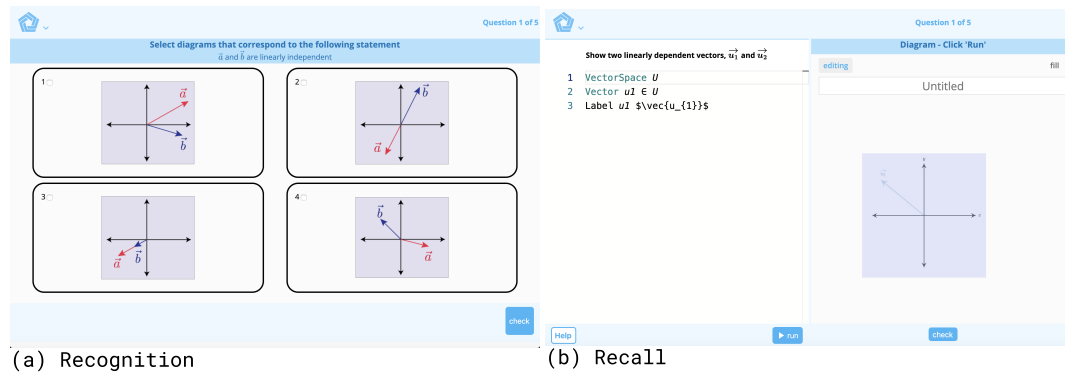 Question 1 of 5
Select diagrams that correspond to the following statement
a⃗ and b⃗ are linearly independent
1
a⃗
b⃗
2
b⃗
a⃗
3
a⃗
b⃗
4
b⃗
a⃗
check
(a) Recognition
Question 1 of 5
Show two linearly dependent vectors, u₁⃗ and u₂⃗
1 VectorSpace U
2 Vector u1 ∈ U
3 Label u1 $\vec{u_{1}}$
Help
run
Diagram - Click 'Run'
editing
fill
Untitled
check
(b) Recall